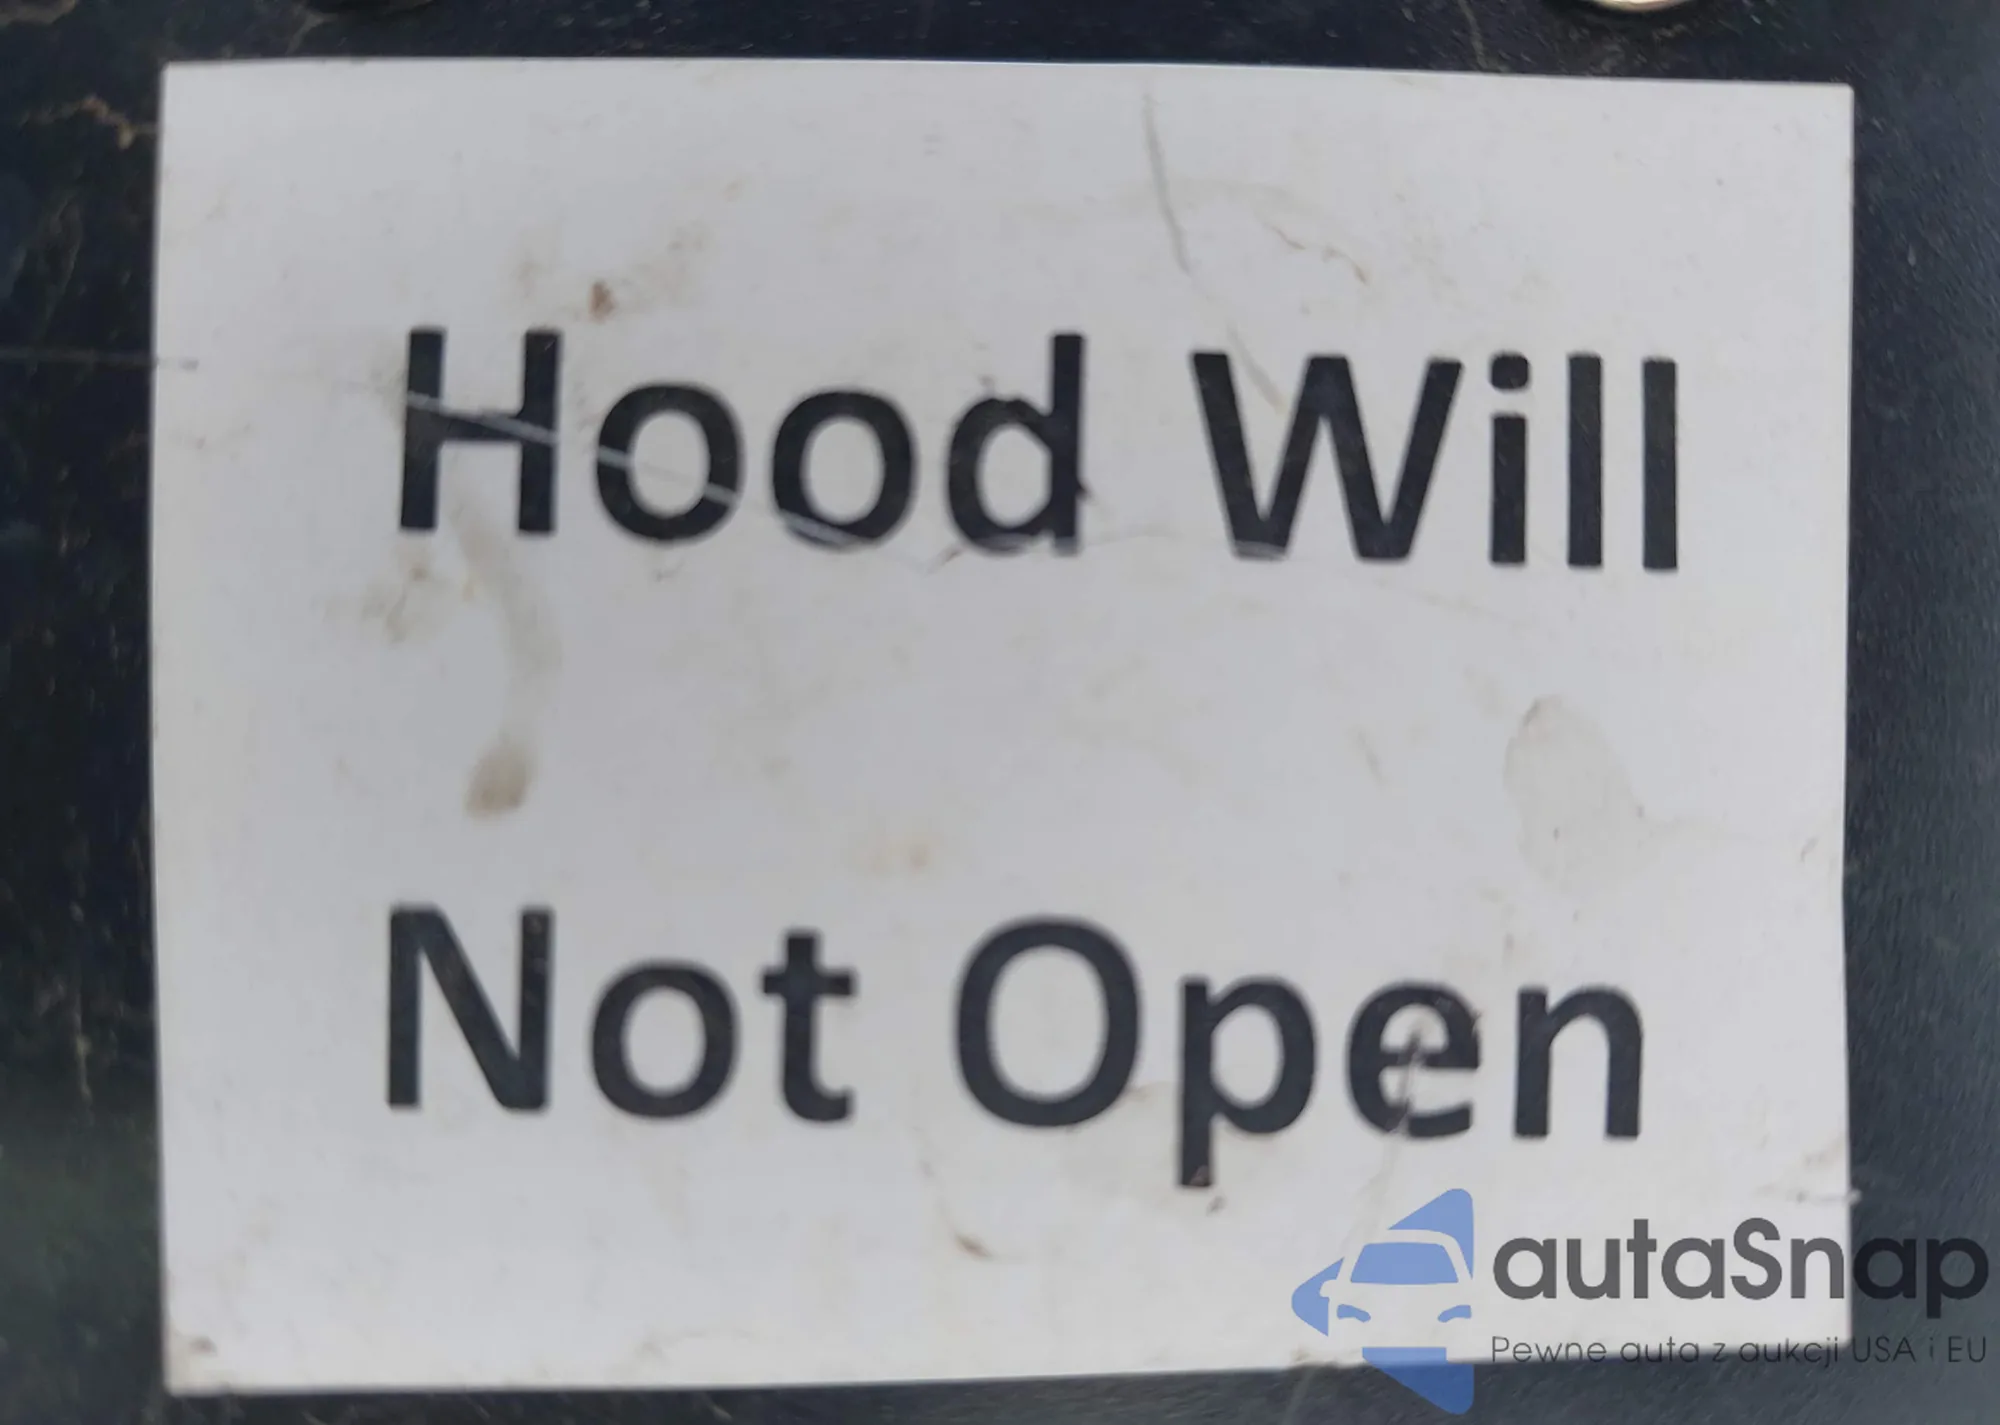 Hood Will
Not Open
autaSnap
Pewne auta z aukcji USA i EU